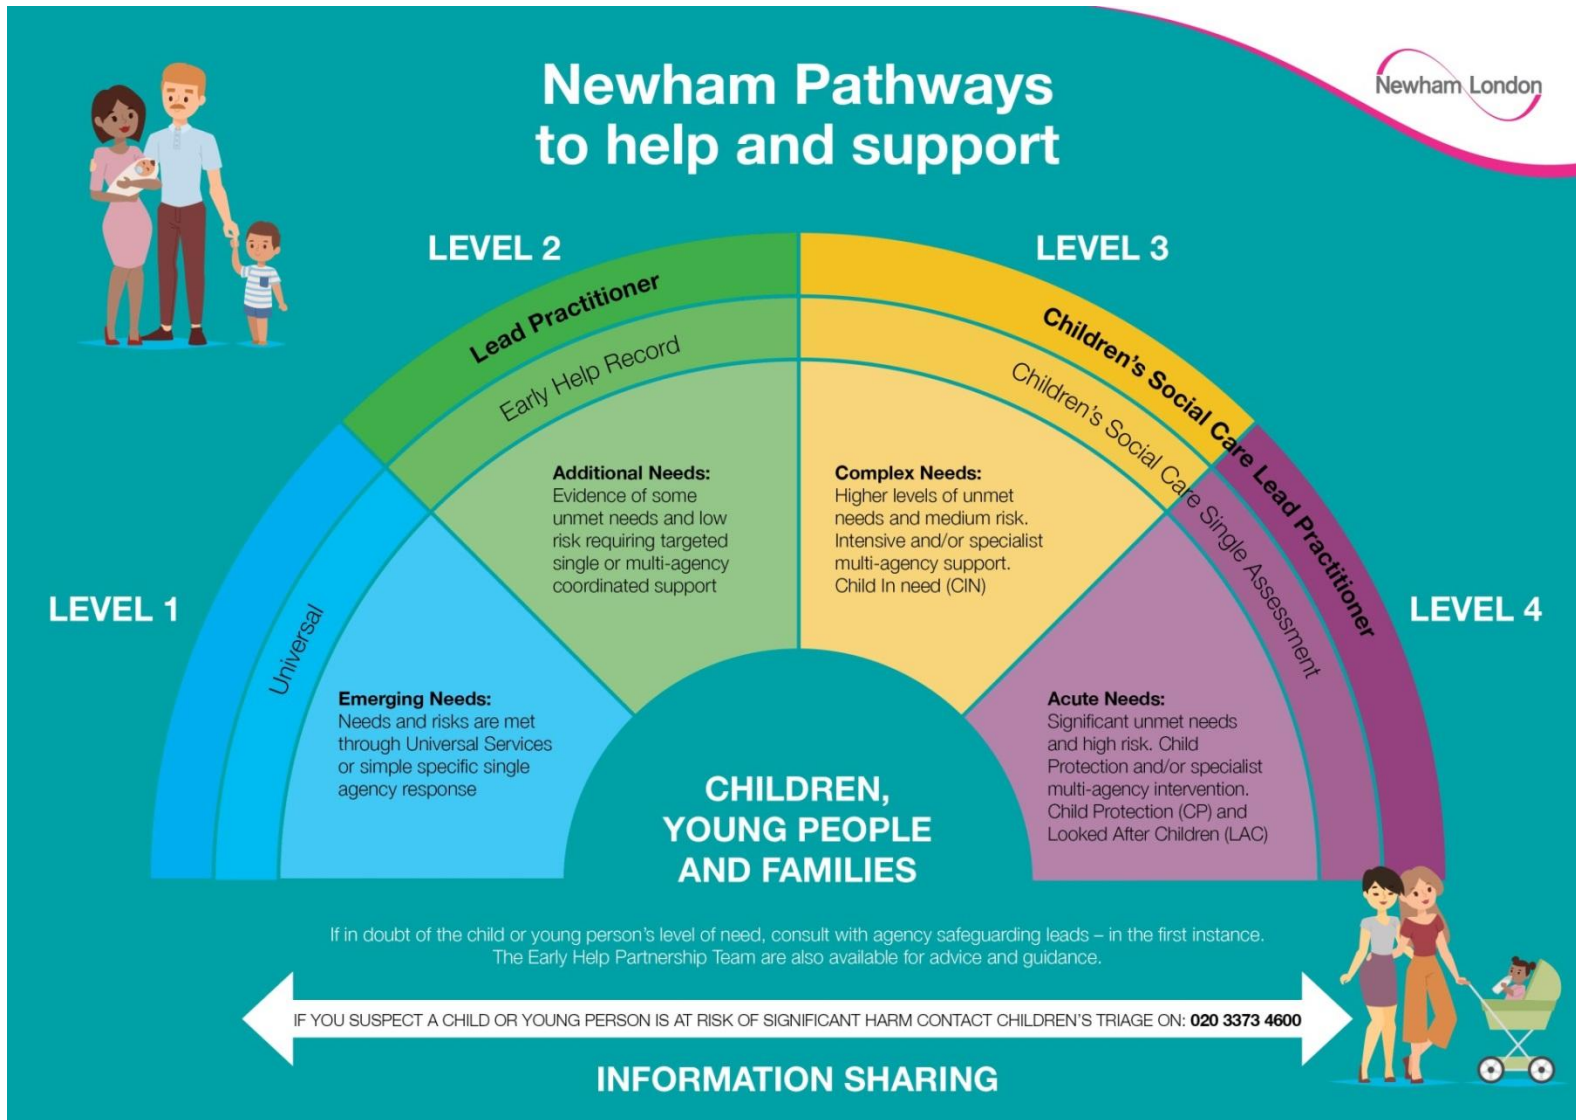 Newham Pathways
to help and support
Newham London
LEVEL 1
LEVEL 2
LEVEL 3
LEVEL 4
Universal
Lead Practitioner
Early Help Record
Children's Social Care Lead Practitioner
Children's Social Care Single Assessment
Emerging Needs:
Needs and risks are met
through Universal Services
or simple specific single
agency response
Additional Needs:
Evidence of some
unmet needs and low
risk requiring targeted
single or multi-agency
coordinated support
Complex Needs:
Higher levels of unmet
needs and medium risk.
Intensive and/or specialist
multi-agency support.
Child In need (CIN)
Acute Needs:
Significant unmet needs
and high risk. Child
Protection and/or specialist
multi-agency intervention.
Child Protection (CP) and
Looked After Children (LAC)
CHILDREN,
YOUNG PEOPLE
AND FAMILIES
If in doubt of the child or young person's level of need, consult with agency safeguarding leads – in the first instance.
The Early Help Partnership Team are also available for advice and guidance.
IF YOU SUSPECT A CHILD OR YOUNG PERSON IS AT RISK OF SIGNIFICANT HARM CONTACT CHILDREN'S TRIAGE ON: 020 3373 4600
INFORMATION SHARING